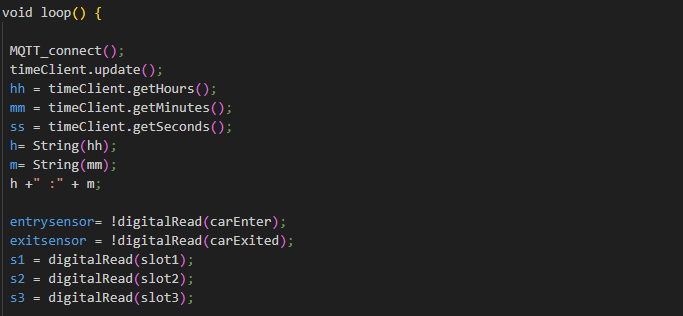 void loop() {
MQTT_connect();
timeClient.update();
hh = timeClient.getHours();
mm = timeClient.getMinutes();
ss = timeClient.getSeconds();
h= String(hh);
m= String(mm);
h +" :" + m;
entrysensor= !digitalRead(carEnter);
exitsensor = !digitalRead(carExited);
s1 = digitalRead(slot1);
s2 = digitalRead(slot2);
s3 = digitalRead(slot3);